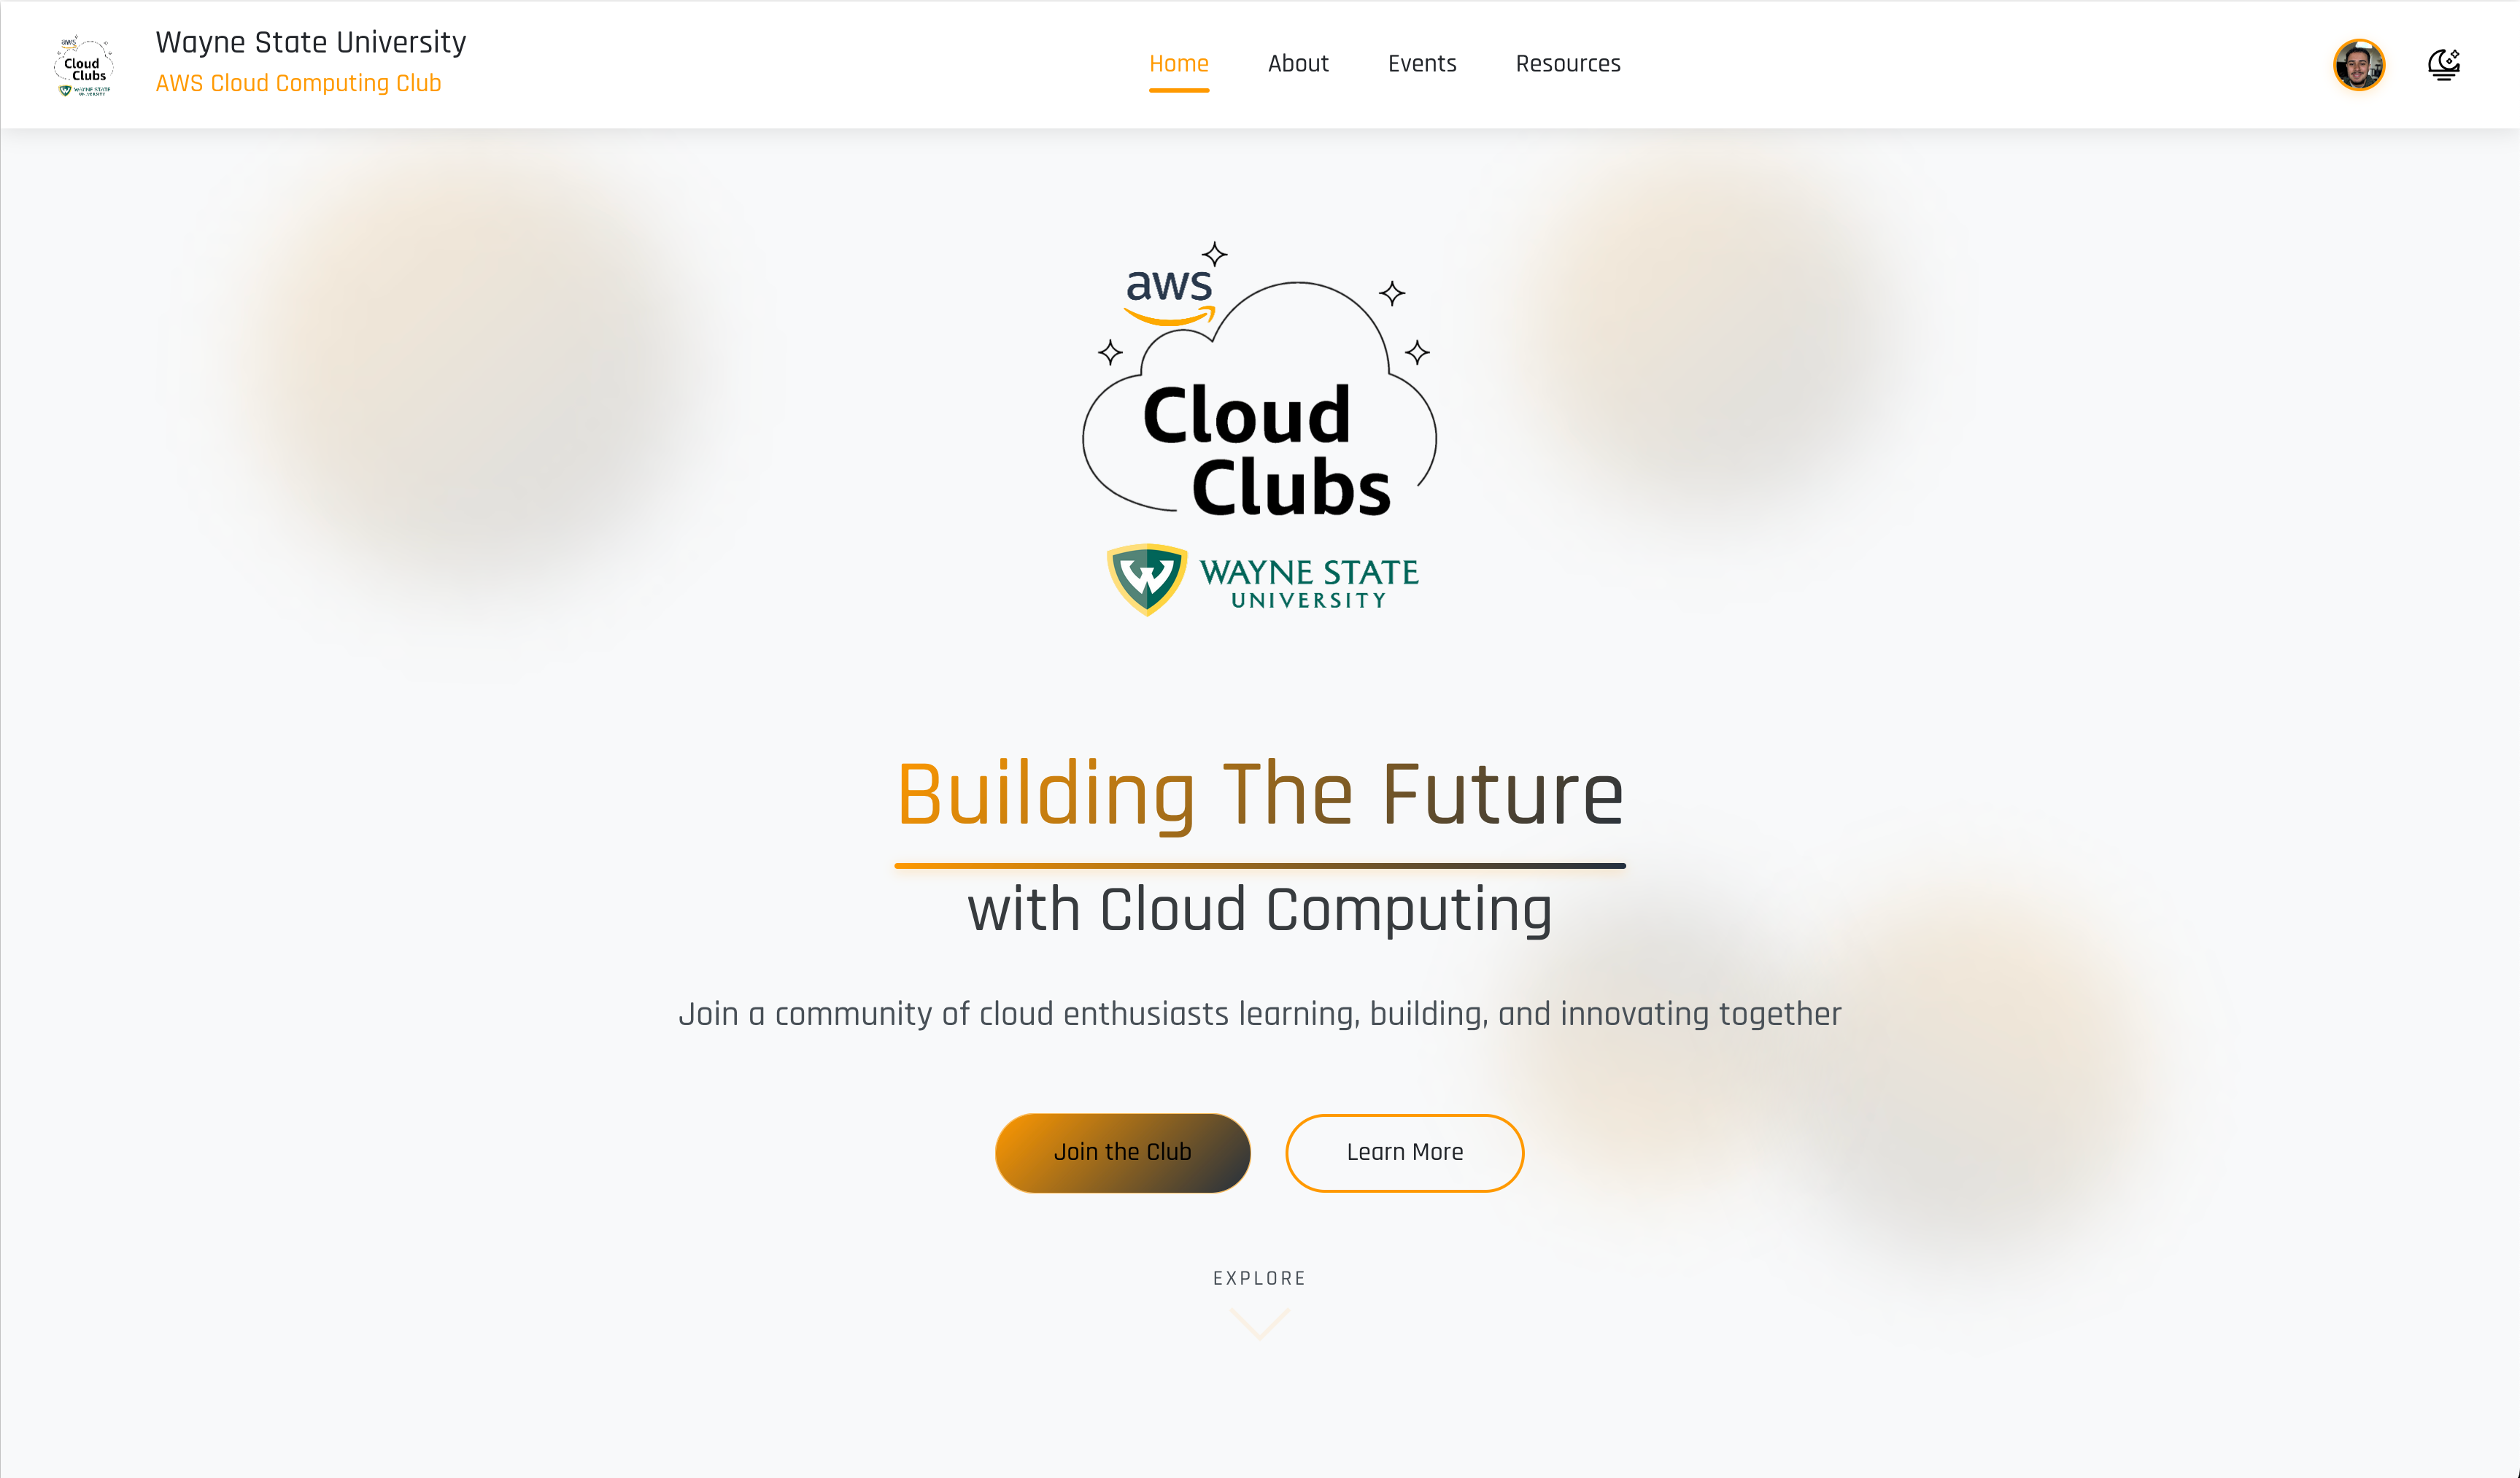 aws
Cloud
Clubs
WAYNE STATE
UNIVERSITY
Wayne State University
AWS Cloud Computing Club
Home
About
Events
Resources
aws
Cloud
Clubs
WAYNE STATE
UNIVERSITY
Building The Future
with Cloud Computing
Join a community of cloud enthusiasts learning, building, and innovating together
Join the Club
Learn More
EXPLORE